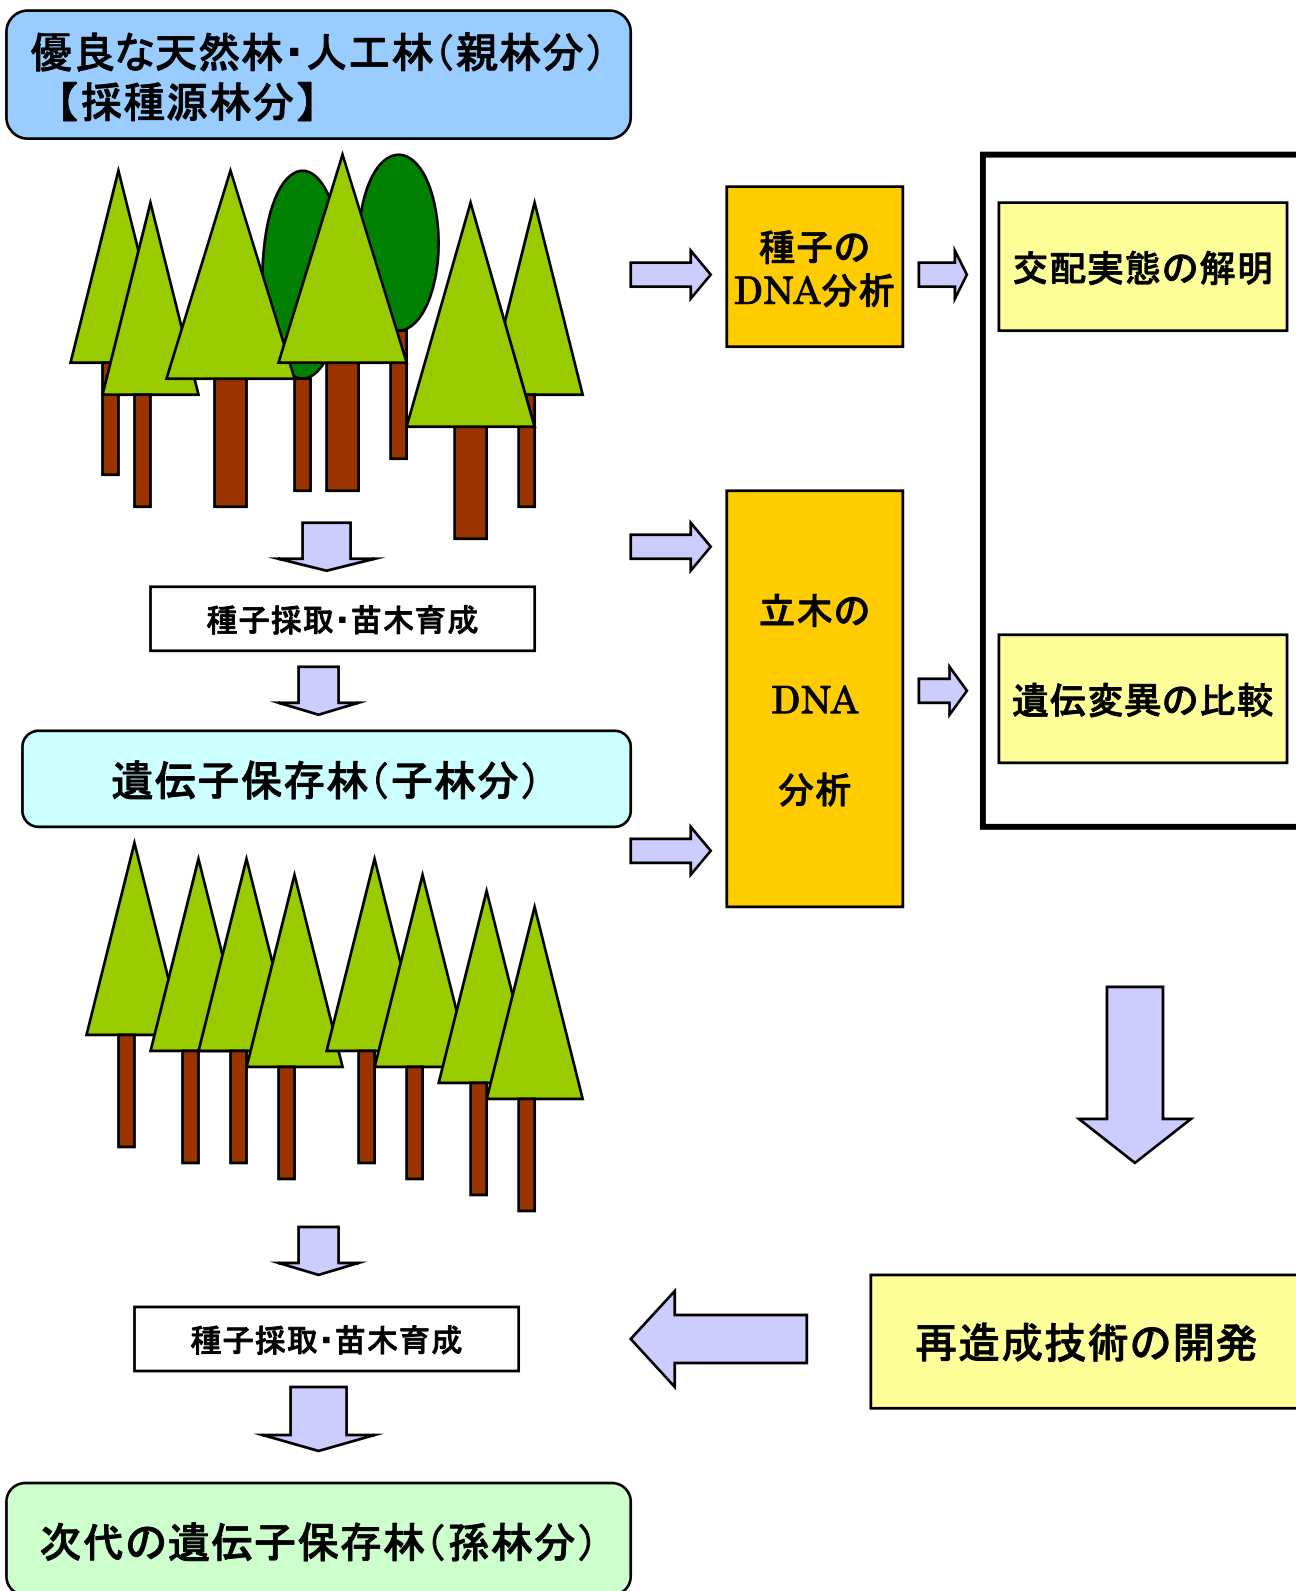 優良な天然林・人工林(親林分)
【採種源林分】
種子の
DNA分析
交配実態の解明
種子採取・苗木育成
立木の
DNA
分析
遺伝変異の比較
遺伝子保存林(子林分)
種子採取・苗木育成
再造成技術の開発
次代の遺伝子保存林(孫林分)